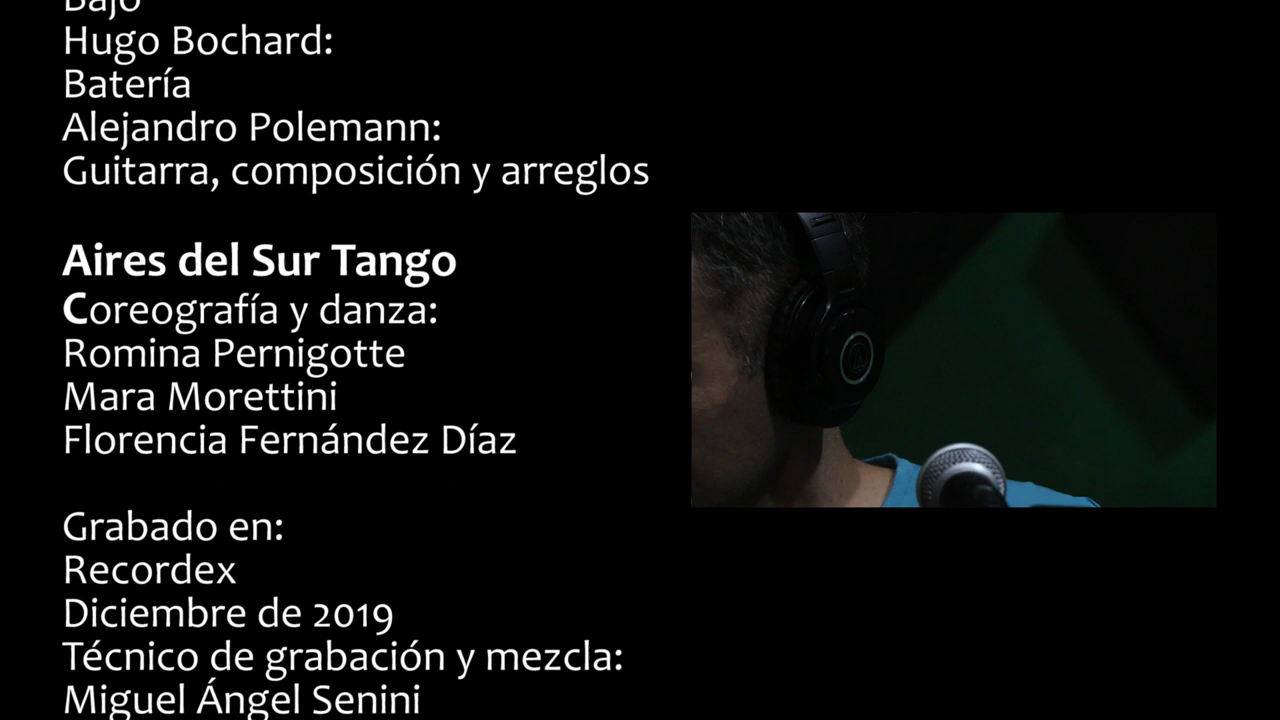 Bajo
Hugo Bochard:
Batería
Alejandro Polemann:
Guitarra, composición y arreglos
Aires del Sur Tango
Coreografía y danza:
Romina Pernigotte
Mara Morettini
Florencia Fernández Díaz
Grabado en:
Recordex
Diciembre de 2019
Técnico de grabación y mezcla:
Miguel Ángel Senini